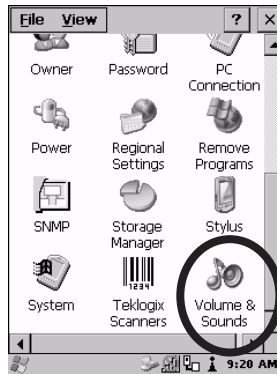 File View ? ×
Owner Password PC Connection
Power Regional Settings Remove Programs
SNMP Storage Manager Stylus
1234
System Teklogix Scanners Volume & Sounds
9:20 AM